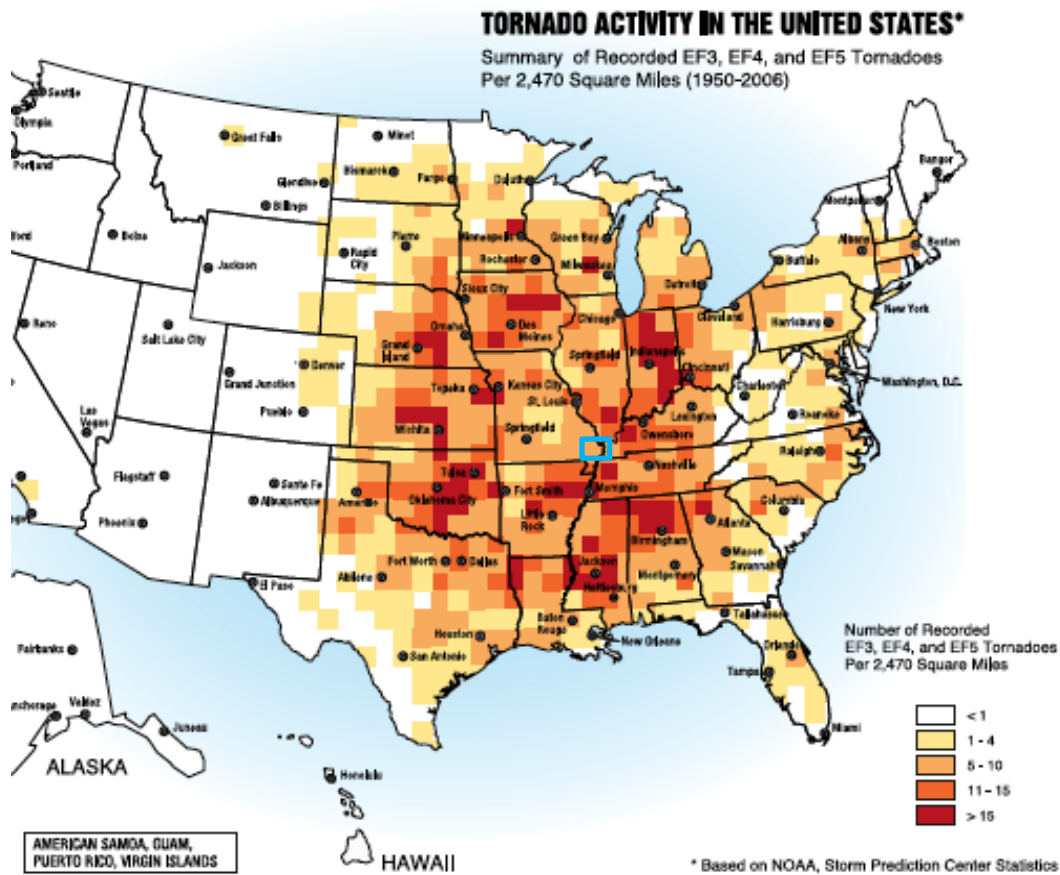 TORNADO ACTIVITY IN THE UNITED STATES*
Summary of Recorded EF3, EF4, and EF5 Tornadoes
Per 2,470 Square Miles (1950-2006)
Seattle
Olympia
Portland
Great Falls
Minot
Bismarck
Fargo
Duluth
Glendive
Billings
Bangor
Montpelier
Boise
Jackson
Rapid
City
Pierre
Minneapolis
Rochester
Green Bay
Milwaukee
Detroit
Buffalo
Albany
Boston
Sioux City
New York
Reno
Salt Lake City
Grand Junction
Denver
Pueblo
Grand
Island
Omaha
Des
Moines
Chicago
Cleveland
Harrisburg
Springfield
Indianapolis
Cincinnati
Charleston
Washington, D.C.
Topeka
Kansas City
St. Louis
Lexington
Roanoke
Las
Vegas
Wichita
Springfield
Owensboro
Raleigh
Flagstaff
Santa Fe
Albuquerque
Amarillo
Tulsa
Oklahoma City
Fort Smith
Little
Rock
Memphis
Nashville
Columbia
Phoenix
Birmingham
Atlanta
Macon
Savannah
El Paso
Abilene
Fort Worth
Dallas
Jackson
Hattiesburg
Montgomery
Tallahassee
Houston
San Antonio
Baton
Rouge
New Orleans
Orlando
Tampa
Miami
Fairbanks
Anchorage
Valdez
Juneau
ALASKA
Honolulu
HAWAII
Number of Recorded
EF3, EF4, and EF5 Tornadoes
Per 2,470 Square Miles
< 1
1 - 4
5 - 10
11 - 15
> 15
AMERICAN SAMOA, GUAM,
PUERTO RICO, VIRGIN ISLANDS
* Based on NOAA, Storm Prediction Center Statistics